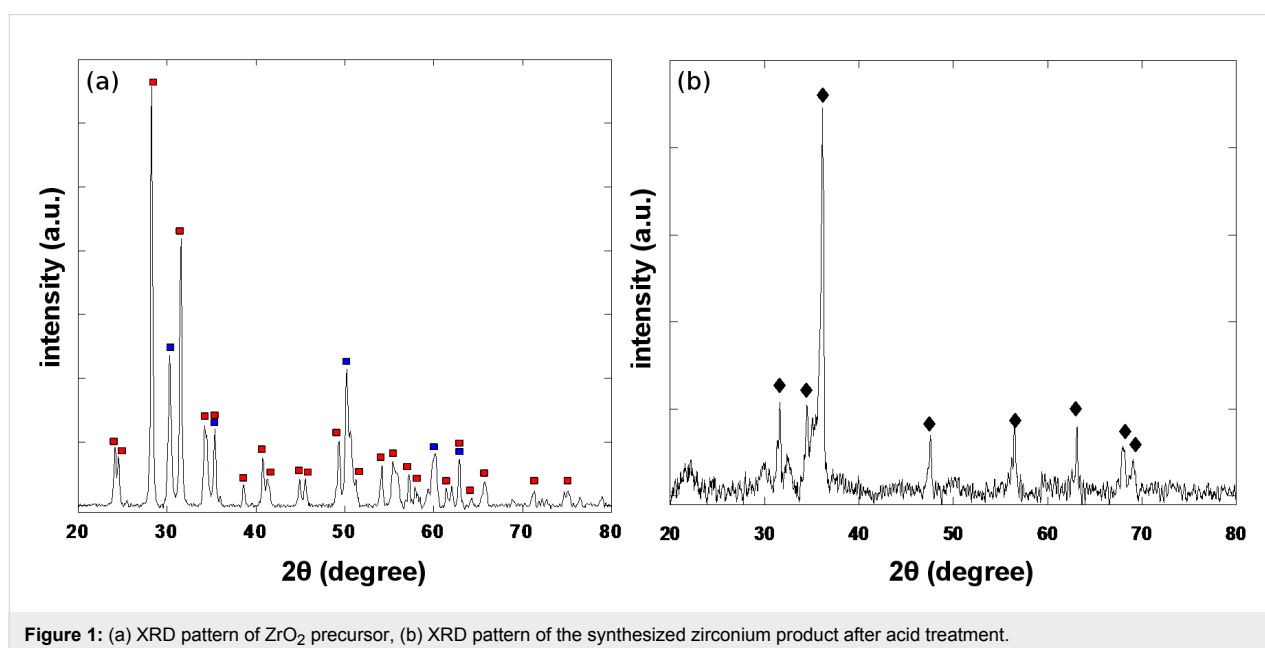 (a)
intensity (a.u.)
20 30 40 50 60 70 80
2θ (degree)
(b)
intensity (a.u.)
20 30 40 50 60 70 80
2θ (degree)
Figure 1: (a) XRD pattern of ZrO2 precursor, (b) XRD pattern of the synthesized zirconium product after acid treatment.